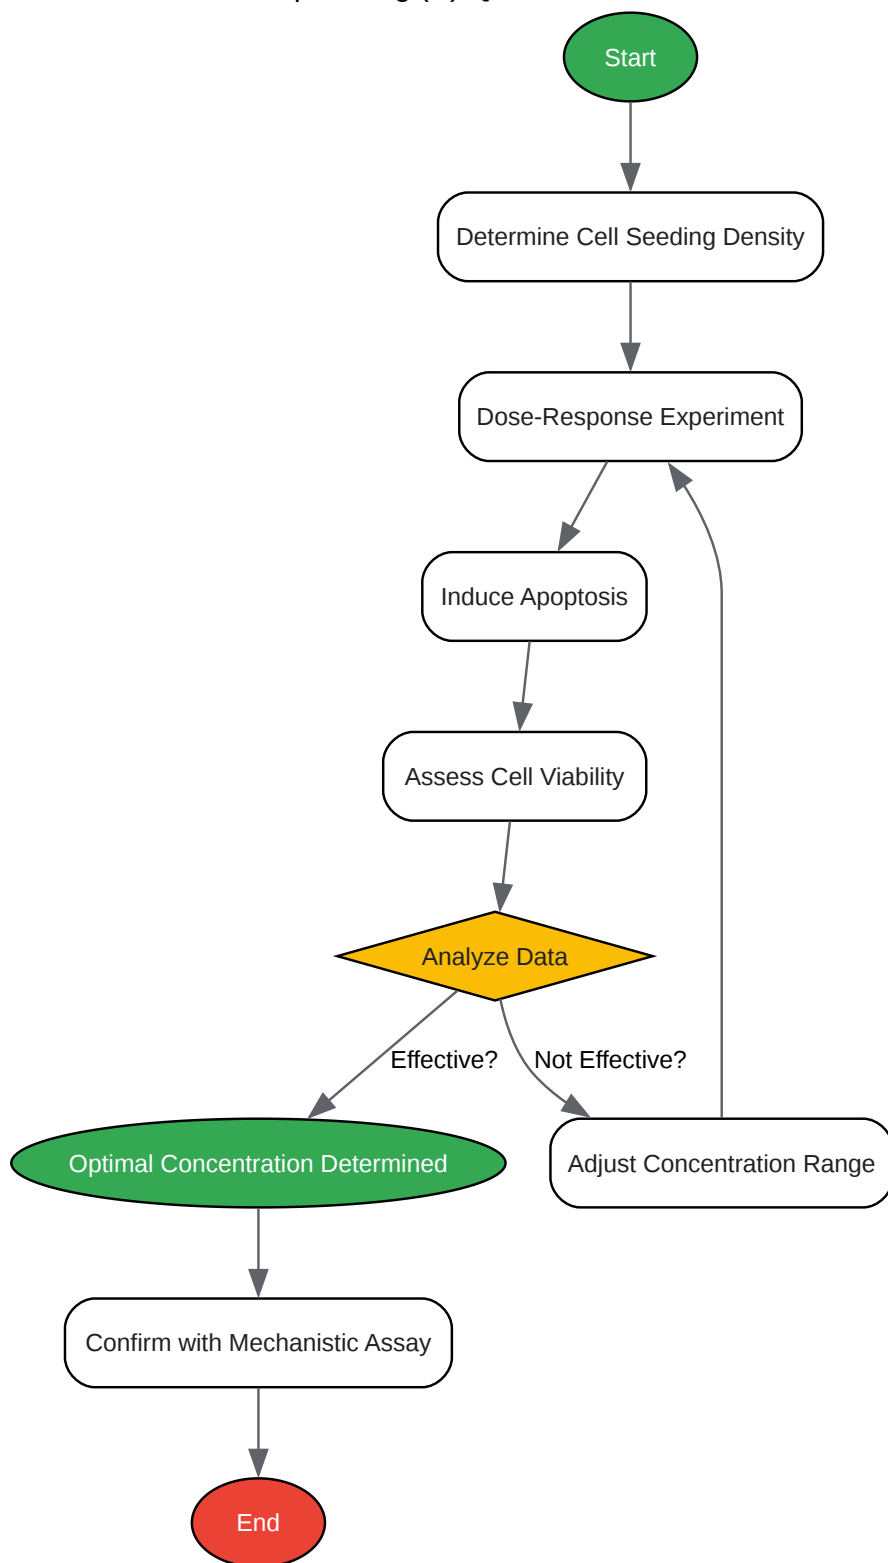 Start
Determine Cell Seeding Density
Dose-Response Experiment
Induce Apoptosis
Assess Cell Viability
Analyze Data
Effective?
Not Effective?
Optimal Concentration Determined
Adjust Concentration Range
Confirm with Mechanistic Assay
End